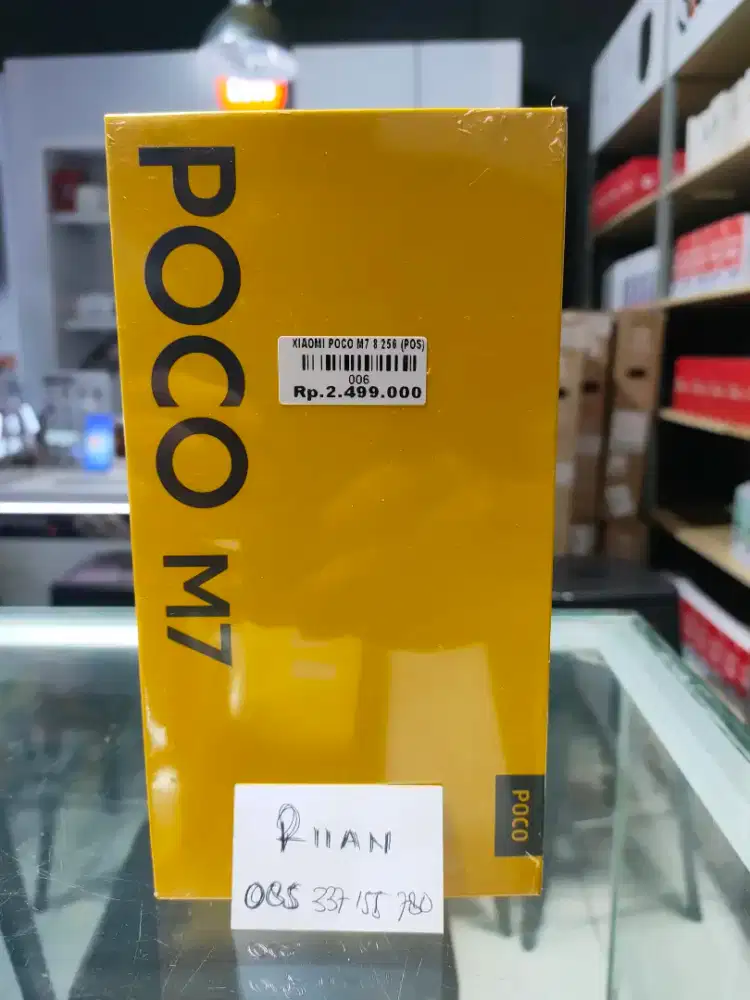 POCO M7
XIAOMI POCO M7 8 256 (POS)
006
Rp.2.499.000
POCO
RIIAN
085 337 155 780